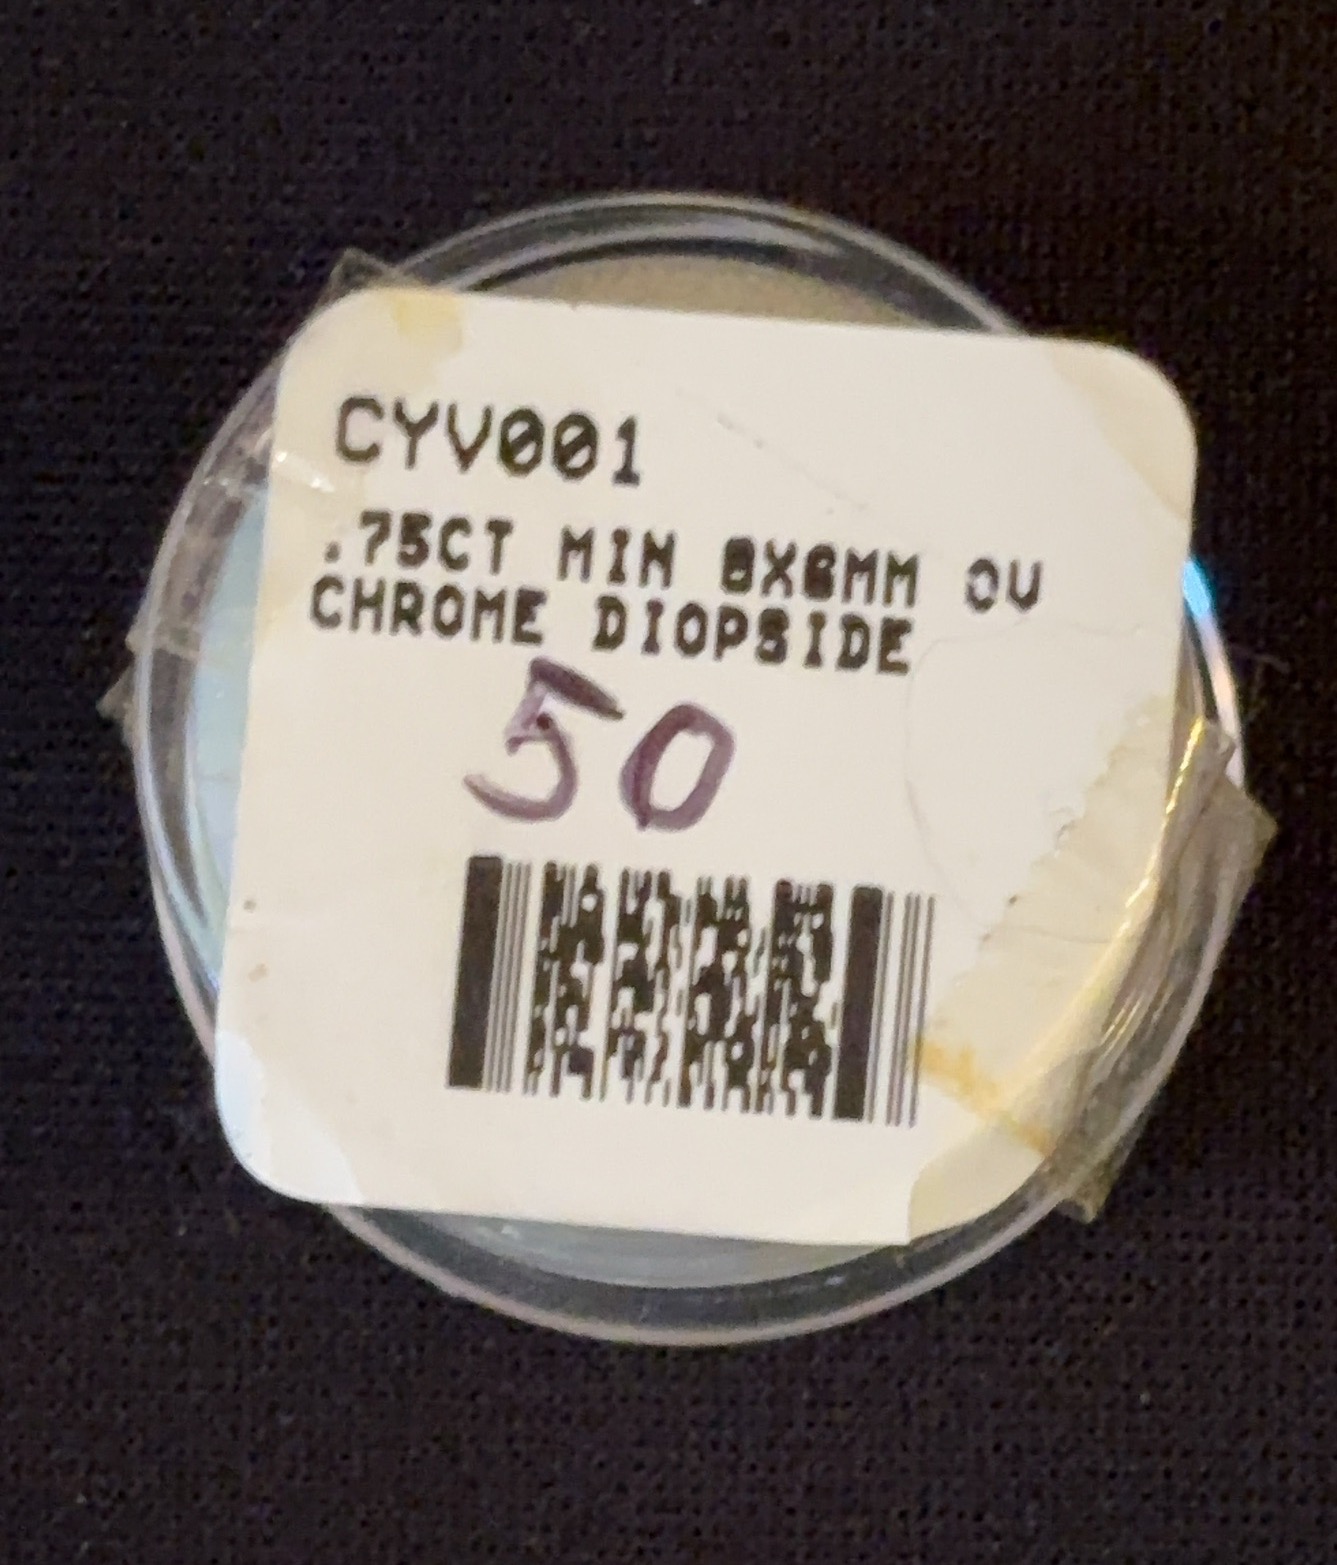 CYV001
.75CT MIN 8X6MM OV
CHROME DIOPSIDE
50